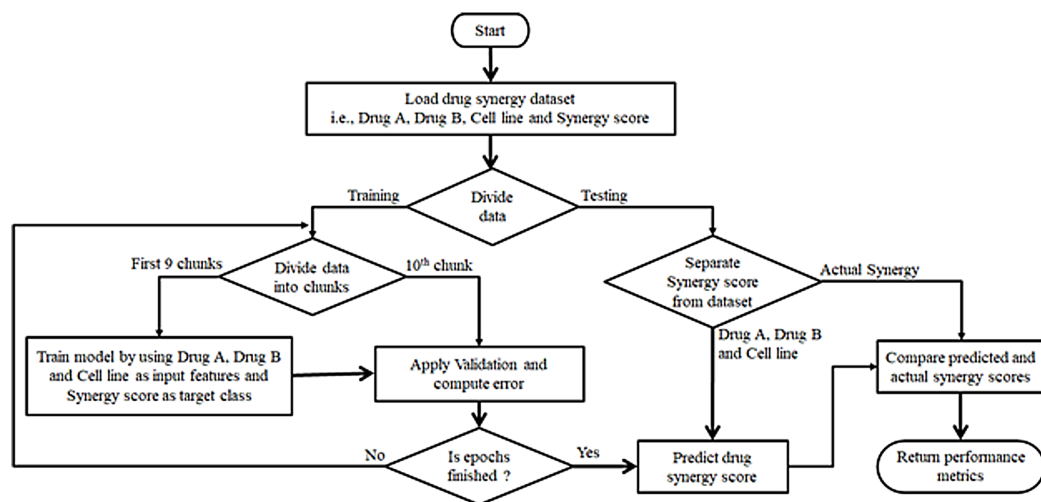 Start
Load drug synergy dataset
i.e., Drug A, Drug B, Cell line and Synergy score
Training
Divide
data
Testing
First 9 chunks
Divide data
into chunks
10th chunk
Separate
Synergy score
from dataset
Actual Synergy
Drug A, Drug B
and Cell line
Train model by using Drug A, Drug B
and Cell line as input features and
Synergy score as target class
Apply Validation and
compute error
Compare predicted and
actual synergy scores
No
Is epochs
finished ?
Yes
Predict drug
synergy score
Return performance
metrics